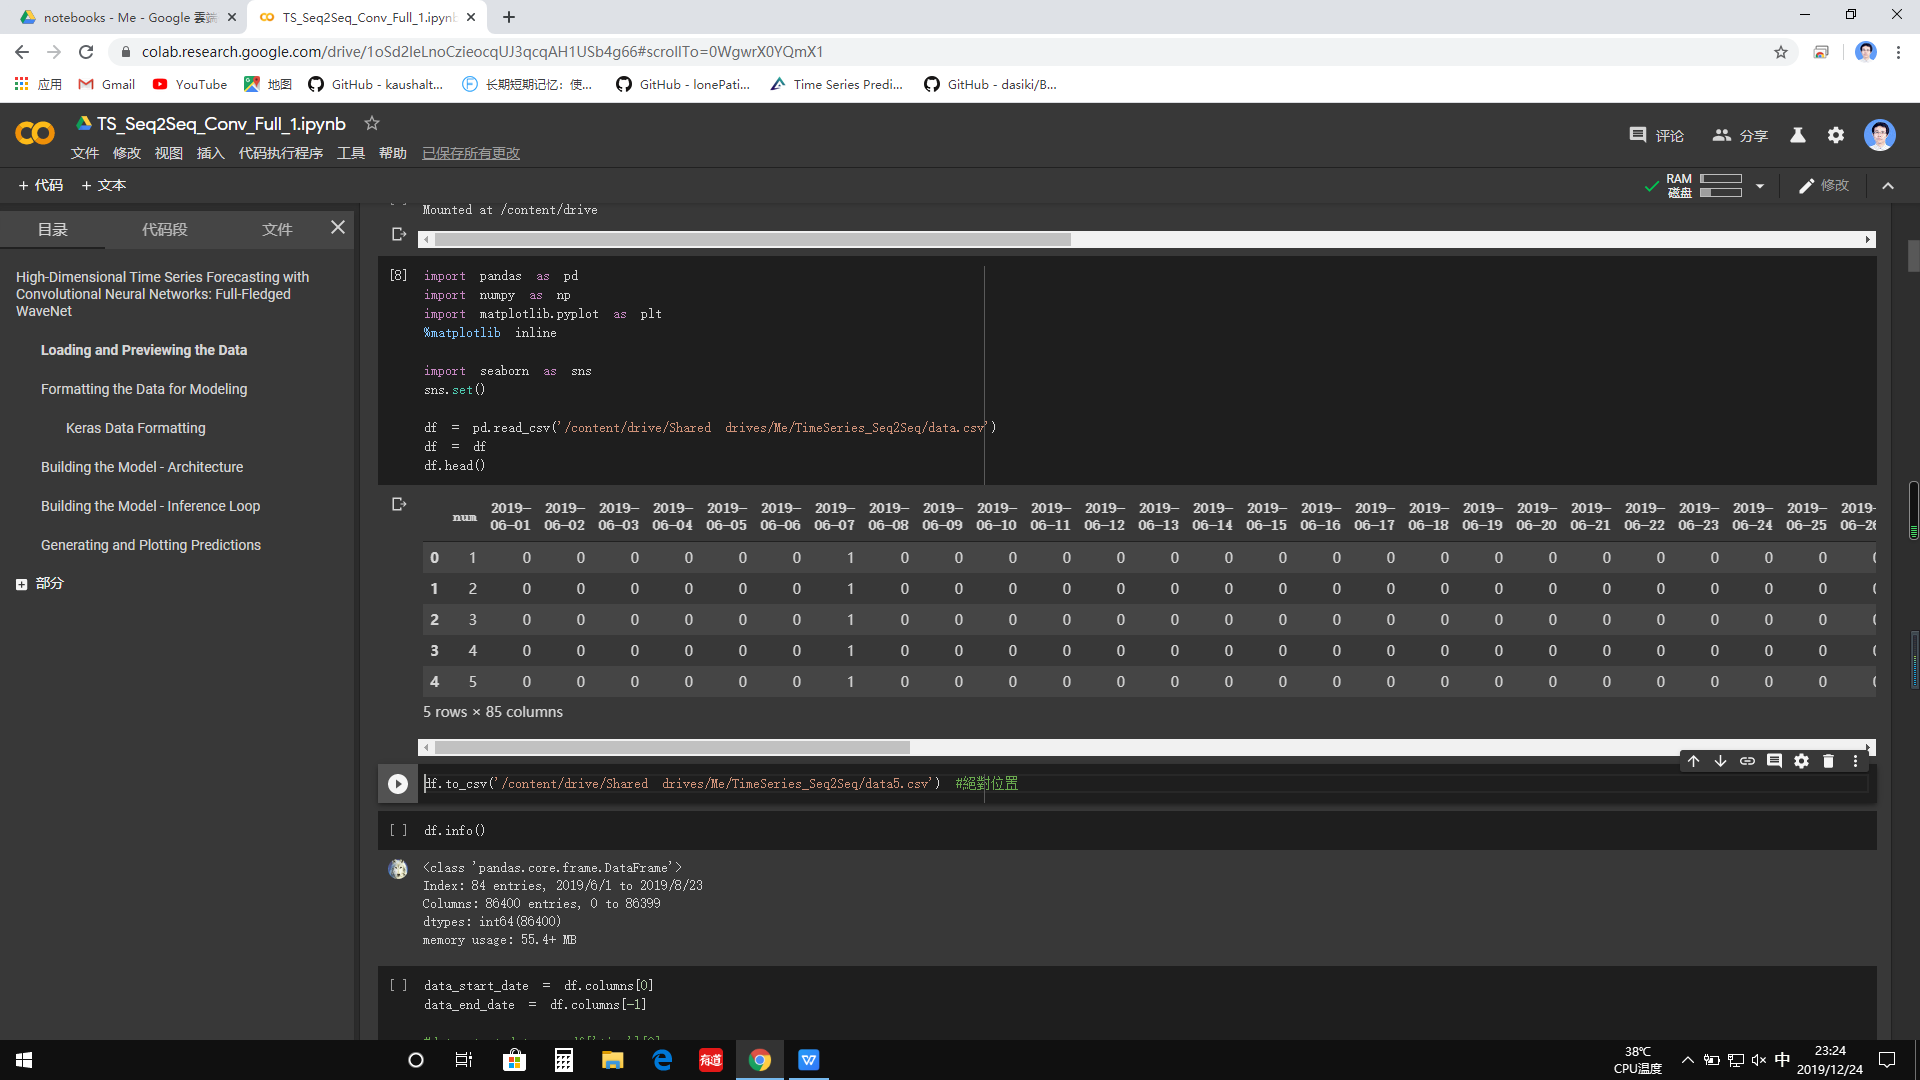 notebooks - Me - Google 雲端
TS_Seq2Seq_Conv_Full_1.ipynb
colab.research.google.com/drive/1oSd2leLnoCzieocqUJ3qcqAH1USb4g66#scrollTo=0WgwrX0YQmX1
应用 Gmail YouTube 地图 GitHub - kaushalt... 长期短期记忆: 使... GitHub - lonePati... Time Series Predi... GitHub - dasiki/B...
TS_Seq2Seq_Conv_Full_1.ipynb
评论 分享
文件 修改 视图 插入 代码执行程序 工具 帮助 已保存所有更改
+ 代码 + 文本
RAM
磁盘
修改
目录 代码段 文件
High-Dimensional Time Series Forecasting with
Convolutional Neural Networks: Full-Fledged
WaveNet
Loading and Previewing the Data
Formatting the Data for Modeling
Keras Data Formatting
Building the Model - Architecture
Building the Model - Inference Loop
Generating and Plotting Predictions
部分
Mounted at /content/drive
[8] import pandas as pd
import numpy as np
import matplotlib.pyplot as plt
%matplotlib inline
import seaborn as sns
sns.set()
df = pd.read_csv('/content/drive/Shared drives/Me/TimeSeries_Seq2Seq/data.csv')
df = df
df.head()
num 2019-06-01 2019-06-02 2019-06-03 2019-06-04 2019-06-05 2019-06-06 2019-06-07 2019-06-08 2019-06-09 2019-06-10 2019-06-11 2019-06-12 2019-06-13 2019-06-14 2019-06-15 2019-06-16 2019-06-17 2019-06-18 2019-06-19 2019-06-20 2019-06-21 2019-06-22 2019-06-23 2019-06-24 2019-06-25 2019-06-26
0 1 0 0 0 0 0 0 1 0 0 0 0 0 0 0 0 0 0 0 0 0 0 0 0 0 0 0
1 2 0 0 0 0 0 0 1 0 0 0 0 0 0 0 0 0 0 0 0 0 0 0 0 0 0 0
2 3 0 0 0 0 0 0 1 0 0 0 0 0 0 0 0 0 0 0 0 0 0 0 0 0 0 0
3 4 0 0 0 0 0 0 1 0 0 0 0 0 0 0 0 0 0 0 0 0 0 0 0 0 0 0
4 5 0 0 0 0 0 0 1 0 0 0 0 0 0 0 0 0 0 0 0 0 0 0 0 0 0 0
5 rows × 85 columns
df.to_csv('/content/drive/Shared drives/Me/TimeSeries_Seq2Seq/data5.csv') #絕對位置
[ ] df.info()
<class 'pandas.core.frame.DataFrame'>
Index: 84 entries, 2019/6/1 to 2019/8/23
Columns: 86400 entries, 0 to 86399
dtypes: int64(86400)
memory usage: 55.4+ MB
[ ] data_start_date = df.columns[0]
data_end_date = df.columns[-1]
有道
38℃
CPU温度
中
23:24
2019/12/24